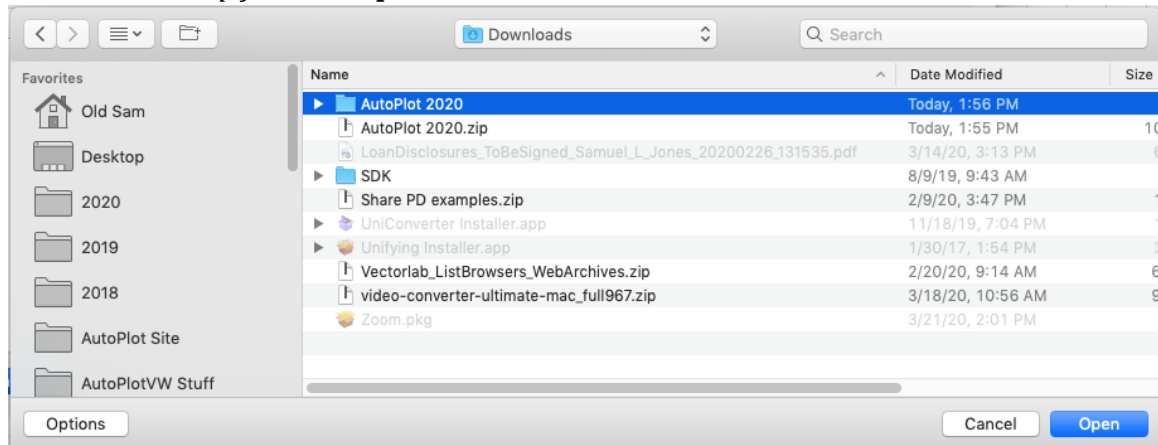 Downloads
Search
Favorites
Old Sam
Desktop
2020
2019
2018
AutoPlot Site
AutoPlotVW Stuff
Name Date Modified Size
AutoPlot 2020 Today, 1:56 PM
AutoPlot 2020.zip Today, 1:55 PM
LoanDisclosures_ToBeSigned_Samuel_L_Jones_20200226_131535.pdf 3/14/20, 3:13 PM
SDK 8/9/19, 9:43 AM
Share PD examples.zip 2/9/20, 3:47 PM
UniConverter Installer.app 11/18/19, 7:04 PM
Unifying Installer.app 1/30/17, 1:54 PM
Vectorlab_ListBrowsers_WebArchives.zip 2/20/20, 9:14 AM
video-converter-ultimate-mac_full967.zip 3/18/20, 10:56 AM
Zoom.pkg 3/21/20, 2:01 PM
Options Cancel Open